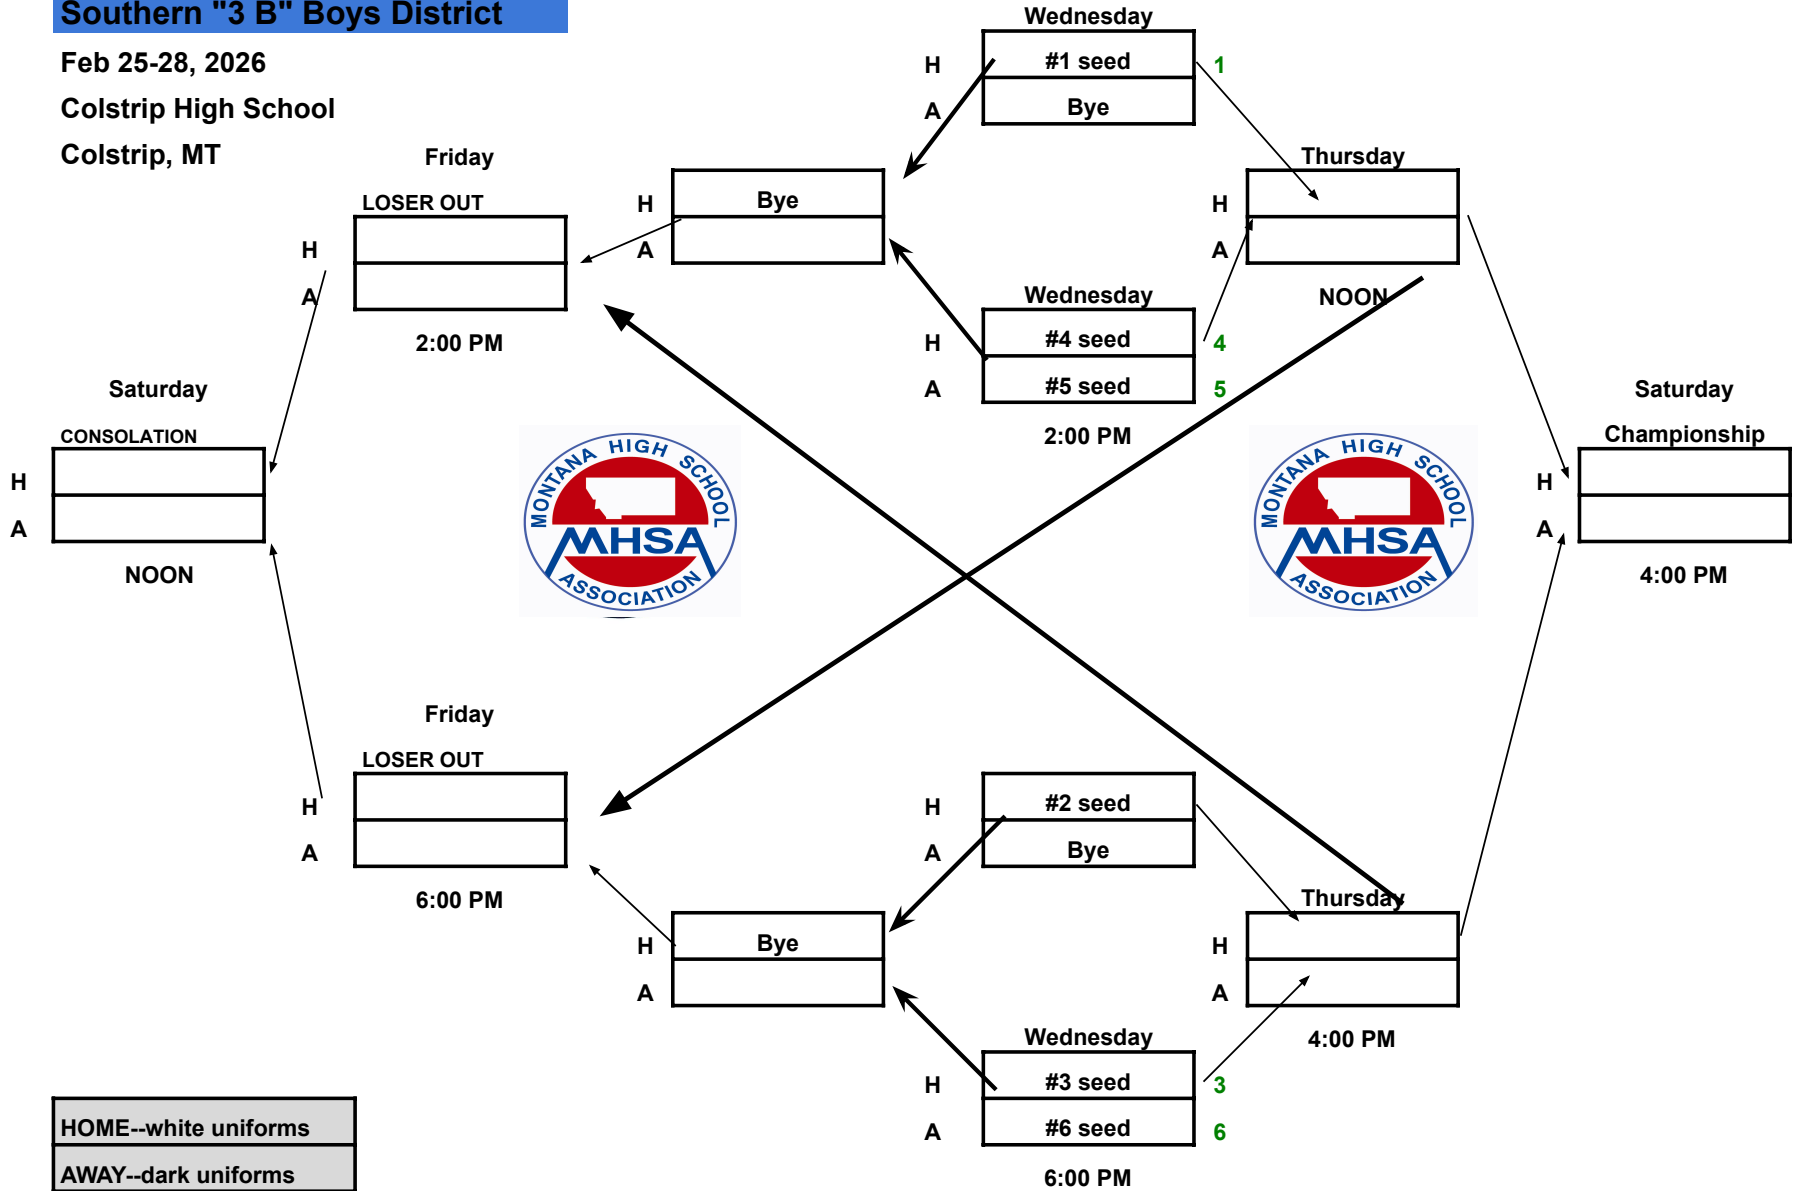 Southern "3 B" Boys District
Feb 25-28, 2026
Colstrip High School
Colstrip, MT
Wednesday
H #1 seed 1
A Bye
Friday
LOSER OUT
H
A
2:00 PM
H Bye
A
Thursday
H
A
NOON
Wednesday
H #4 seed 4
A #5 seed 5
2:00 PM
Saturday
CONSOLATION
H
A
NOON
MONTANA HIGH SCHOOL
MHSA
ASSOCIATION
MONTANA HIGH SCHOOL
MHSA
ASSOCIATION
Saturday
Championship
H
A
4:00 PM
Friday
LOSER OUT
H
A
6:00 PM
H #2 seed
A Bye
H Bye
A
Thursday
H
A
4:00 PM
Wednesday
H #3 seed 3
A #6 seed 6
6:00 PM
HOME--white uniforms
AWAY--dark uniforms